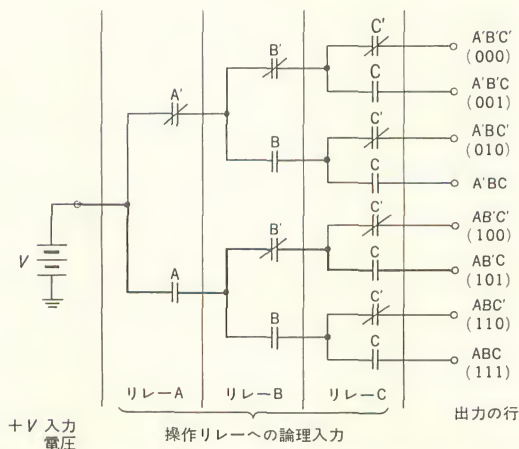 A'B'C'
(000)
A'B'C
(001)
A'BC'
(010)
A'BC
AB'C'
(100)
AB'C
(101)
ABC'
(110)
ABC
(111)
A'
A
B'
B
B'
B
C'
C
C'
C
C'
C
C'
C
V
リレーA
リレーB
リレーC
+V 入力
電圧
操作リレーへの論理入力
出力の行